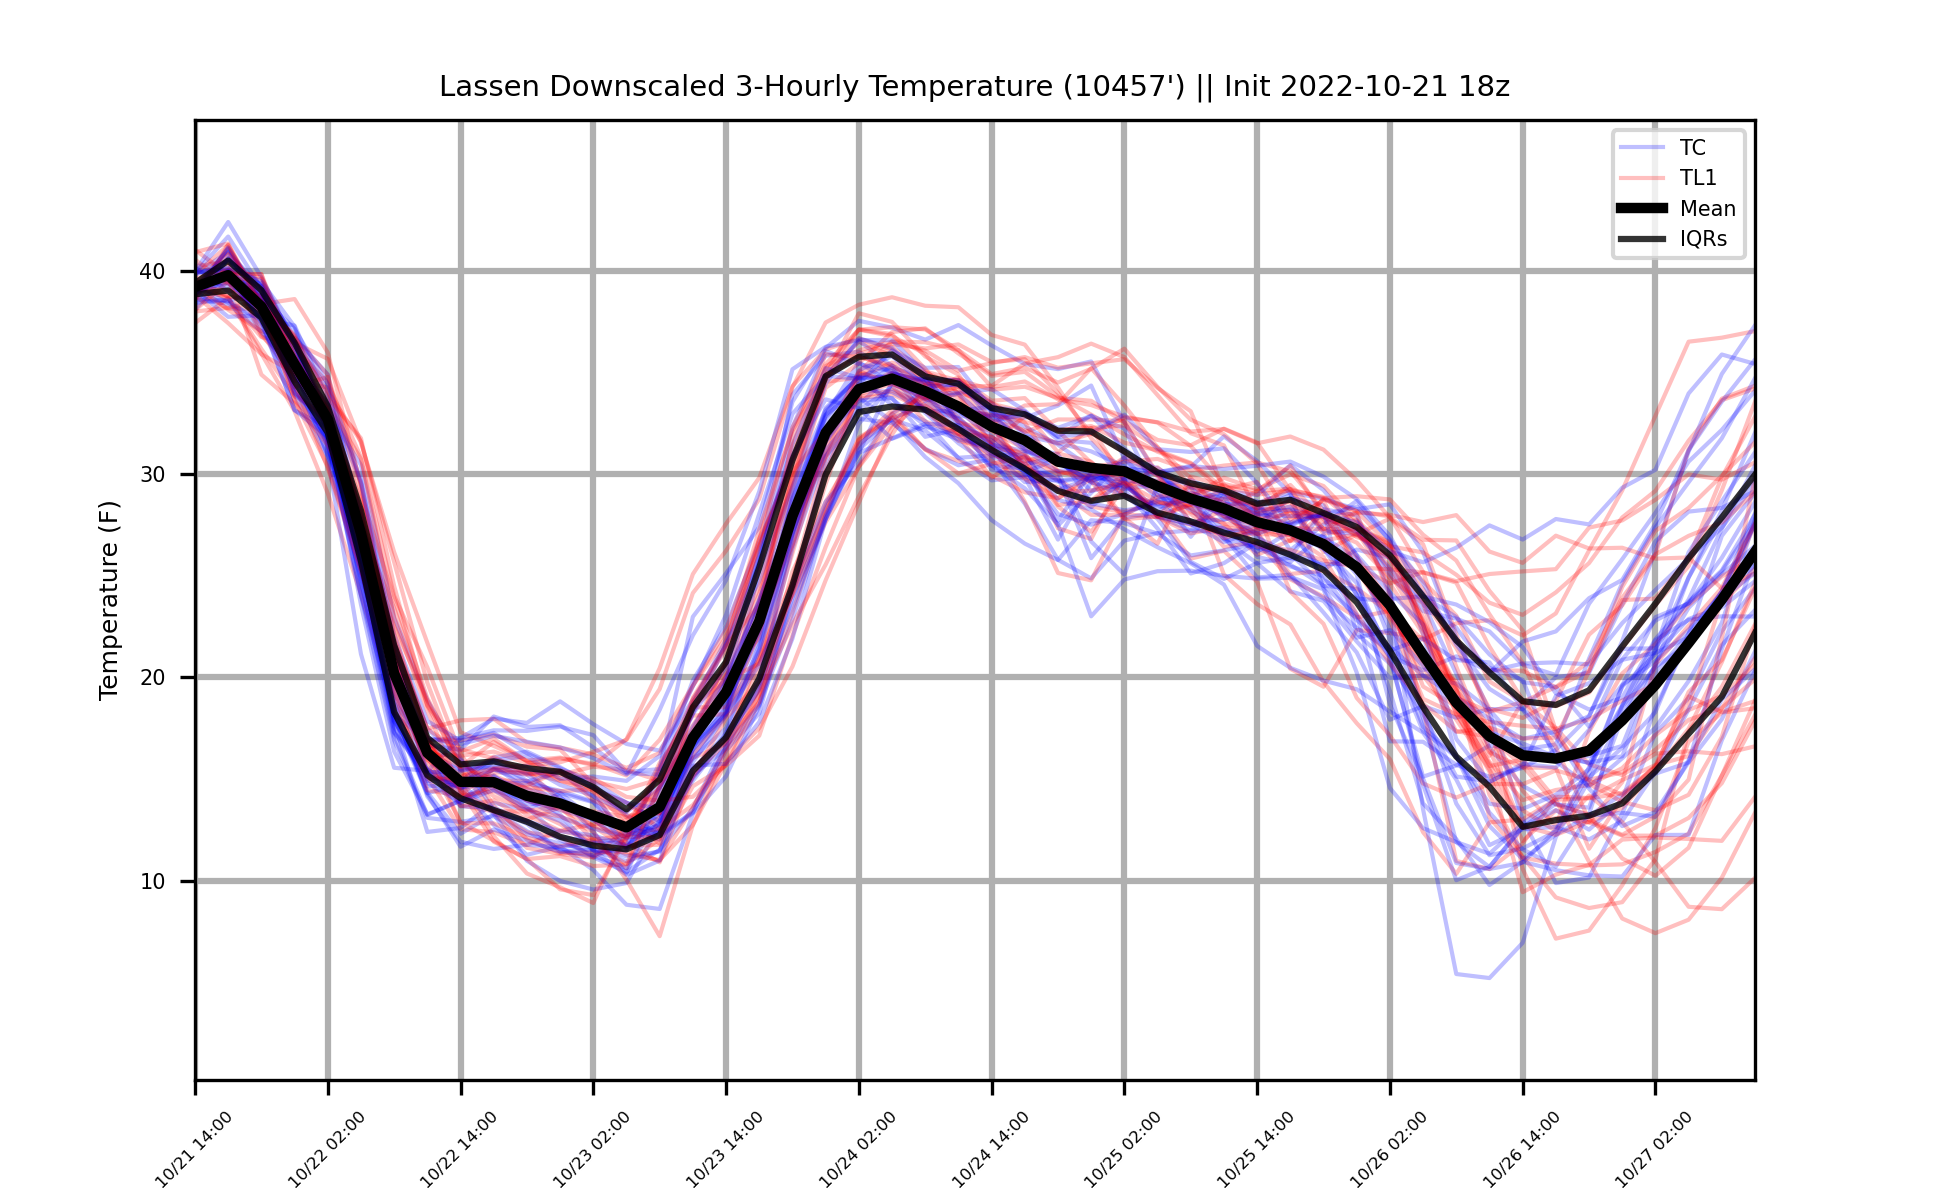 Lassen Downscaled 3-Hourly Temperature (10457') || Init 2022-10-21 18z
TC
TL1
Mean
IQRs
Temperature (F)
40
30
20
10
10/21 14:00
10/22 02:00
10/22 14:00
10/23 02:00
10/23 14:00
10/24 02:00
10/24 14:00
10/25 02:00
10/25 14:00
10/26 02:00
10/26 14:00
10/27 02:00